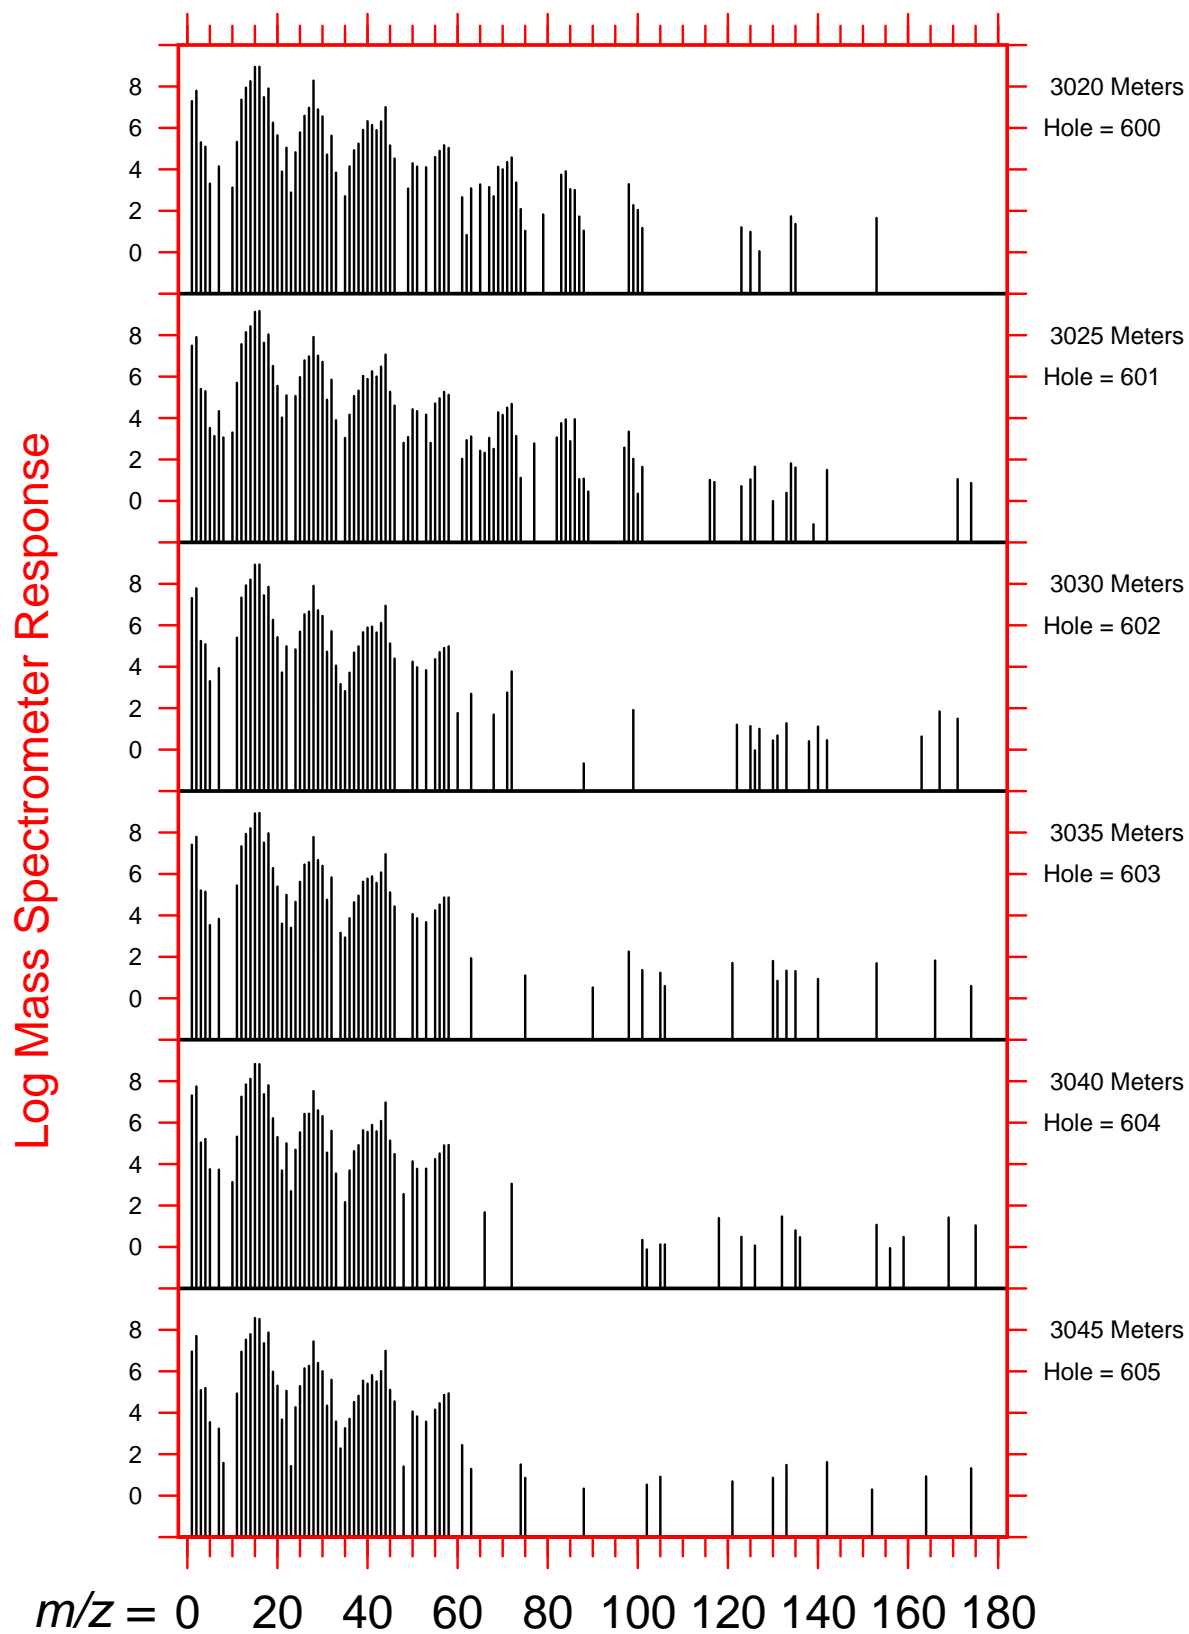 8
6
4
2
0
3020 Meters
Hole = 600
8
6
4
2
0
3025 Meters
Hole = 601
8
6
4
2
0
3030 Meters
Hole = 602
8
6
4
2
0
3035 Meters
Hole = 603
8
6
4
2
0
3040 Meters
Hole = 604
8
6
4
2
0
3045 Meters
Hole = 605
Log Mass Spectrometer Response
m/z = 0 20 40 60 80 100 120 140 160 180